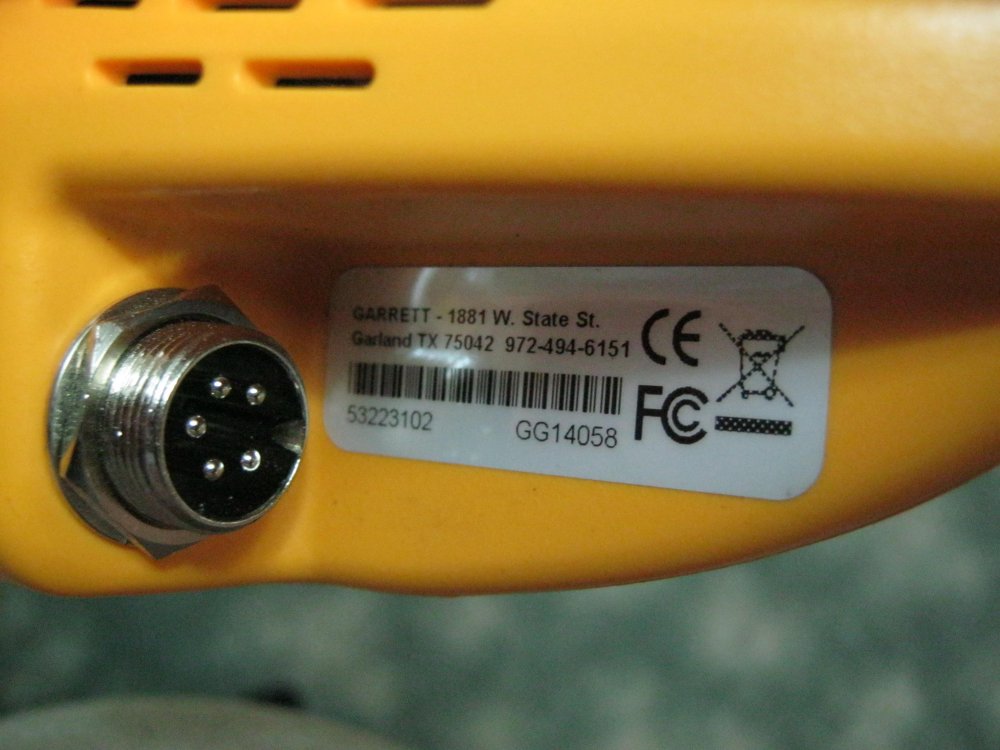 GARRETT - 1881 W. State St.
Garland TX 75042 972-494-6151
53223102 GG14058
CE
FC